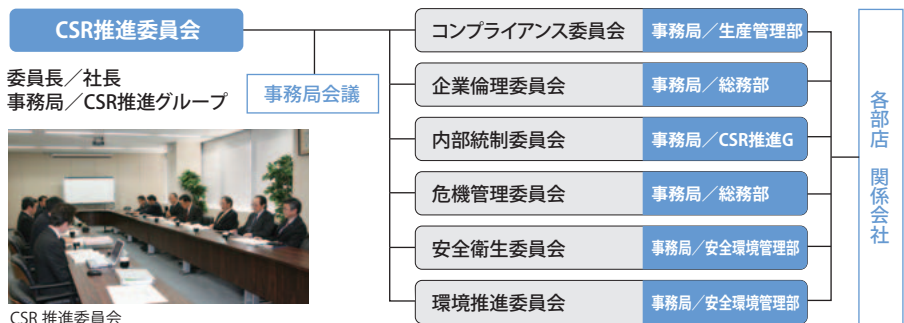 CSR推進委員会
委員長／社長
事務局／CSR推進グループ
事務局会議
コンプライアンス委員会 事務局／生産管理部
企業倫理委員会 事務局／総務部
内部統制委員会 事務局／CSR推進G
危機管理委員会 事務局／総務部
安全衛生委員会 事務局／安全環境管理部
環境推進委員会 事務局／安全環境管理部
各部店 関係会社
CSR 推進委員会